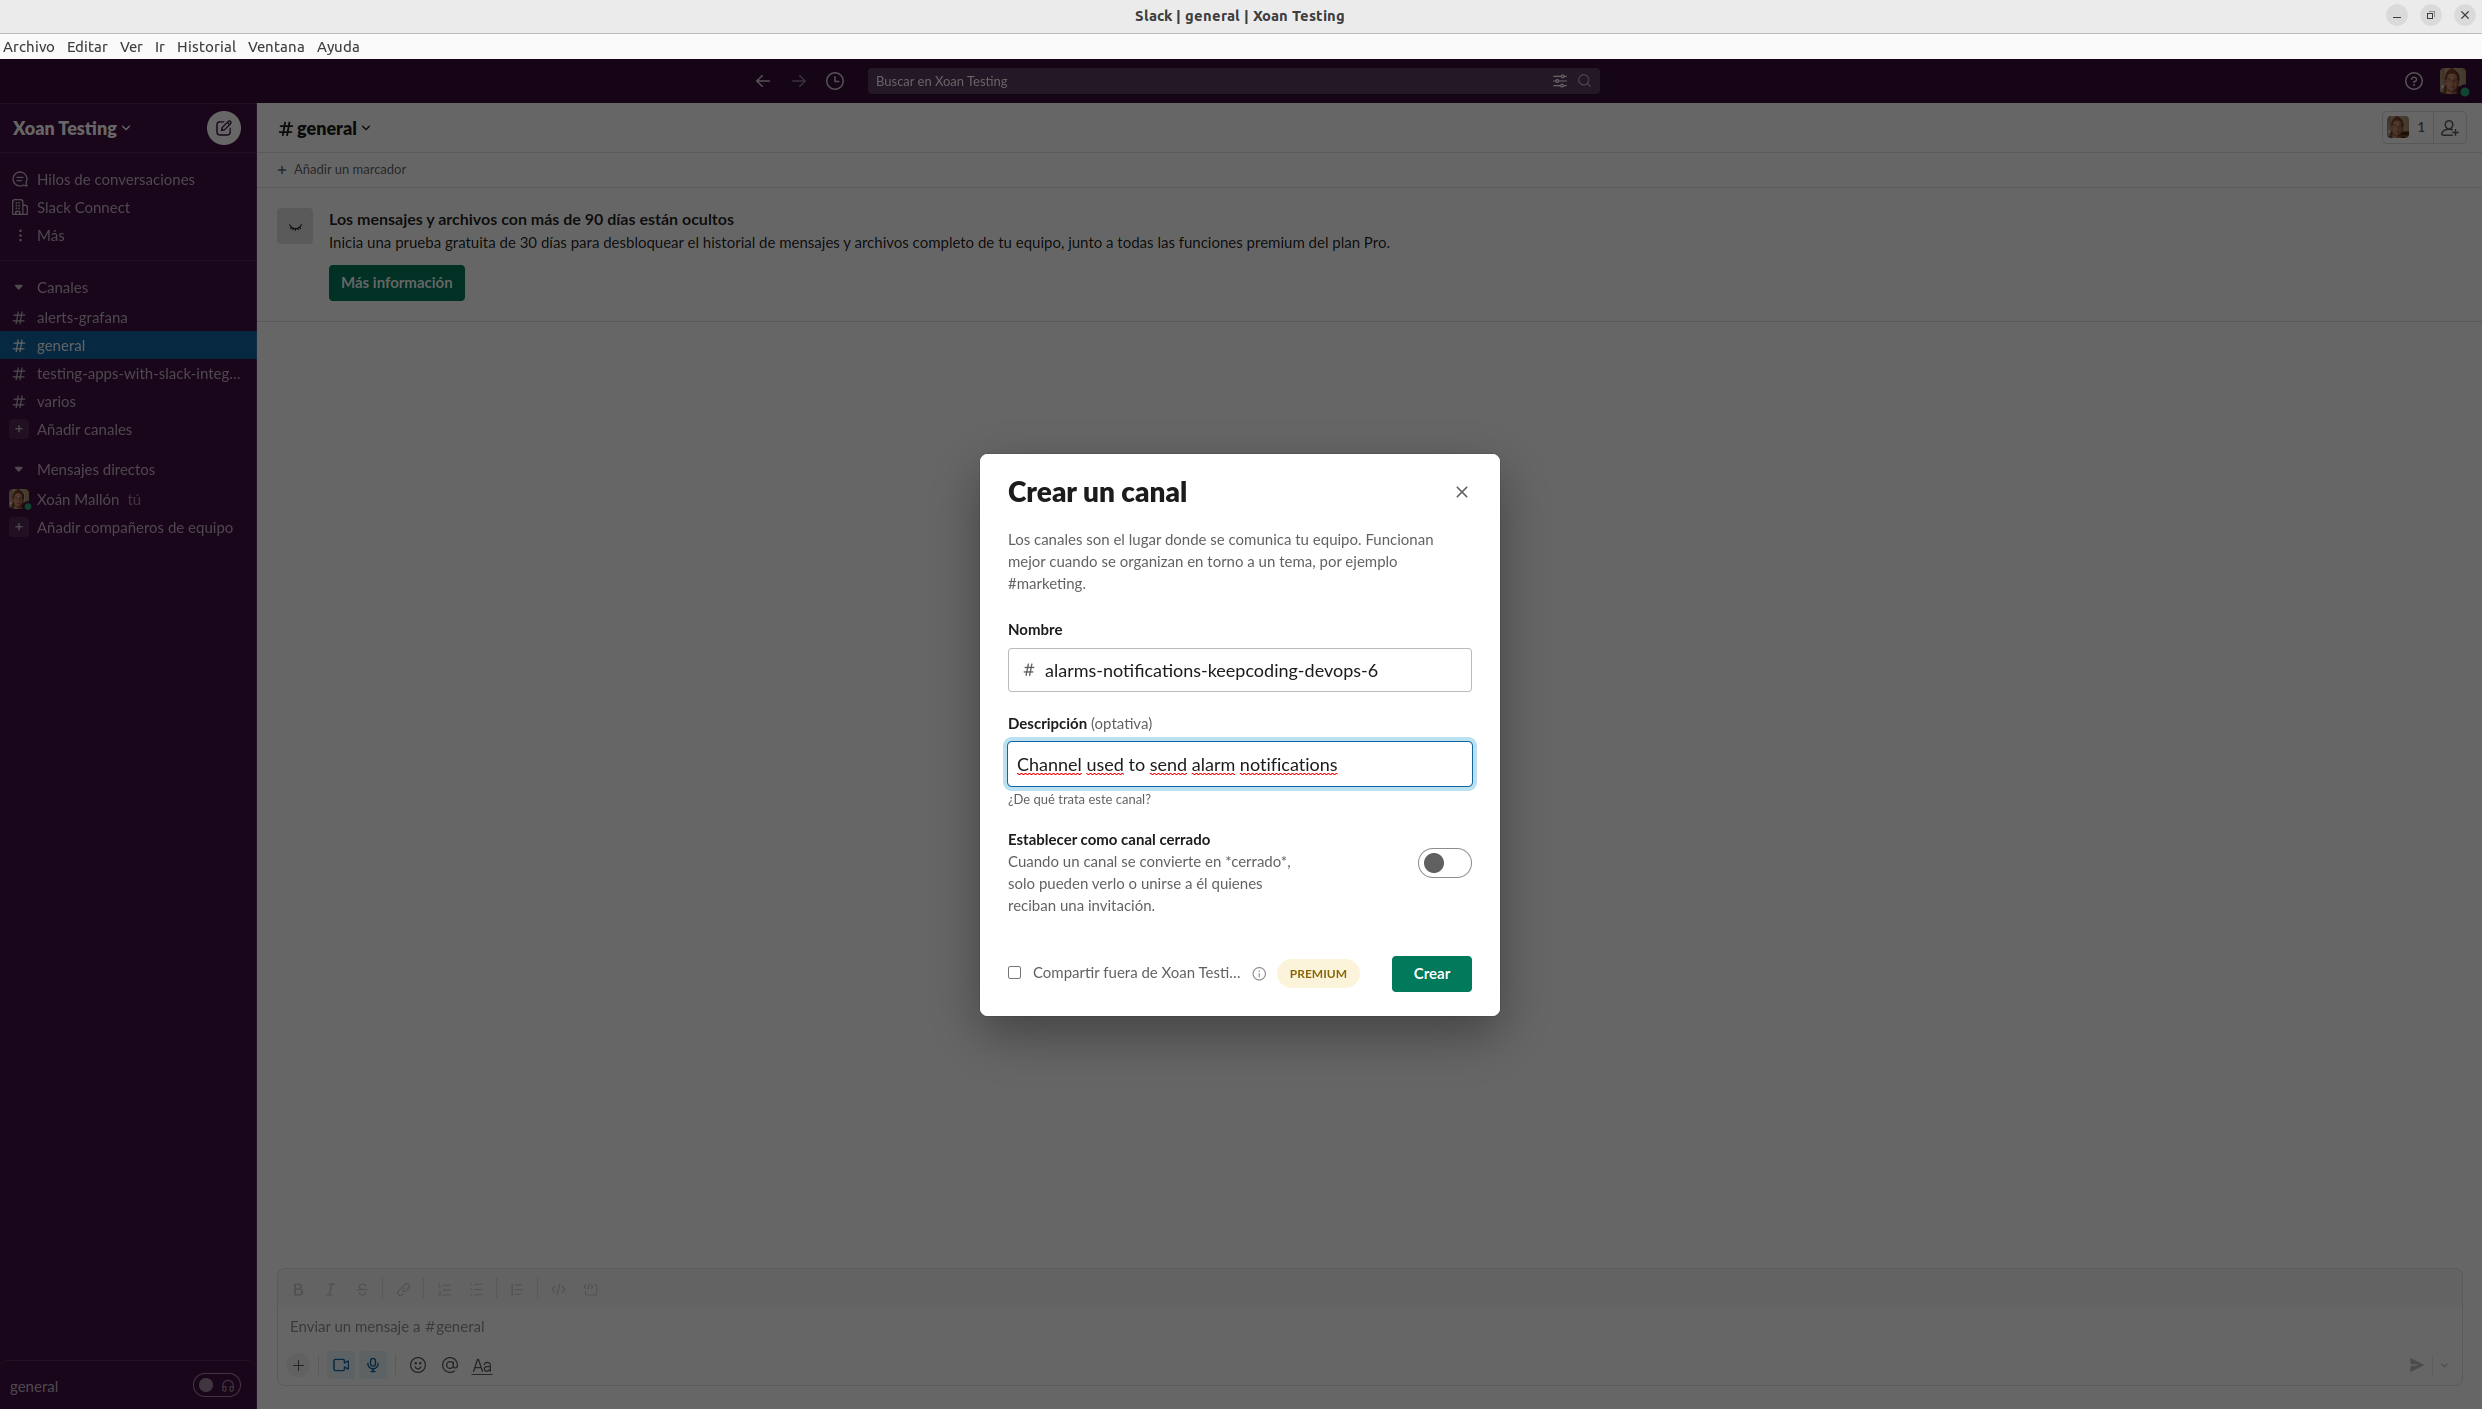 Slack | general | Xoan Testing
Archivo Editar Ver Ir Historial Ventana Ayuda
Buscar en Xoan Testing
Xoan Testing
# general
1
Añadir un marcador
Hilos de conversaciones
Slack Connect
Más
Los mensajes y archivos con más de 90 días están ocultos
Inicia una prueba gratuita de 30 días para desbloquear el historial de mensajes y archivos completo de tu equipo, junto a todas las funciones premium del plan Pro.
Más información
Canales
# alerts-grafana
# general
# testing-apps-with-slack-integ...
# varios
+ Añadir canales
Mensajes directos
Xoán Mallón tú
+ Añadir compañeros de equipo
Crear un canal
Los canales son el lugar donde se comunica tu equipo. Funcionan
mejor cuando se organizan en torno a un tema, por ejemplo
#marketing.
Nombre
# alarms-notifications-keepcoding-devops-6
Descripción (optativa)
Channel used to send alarm notifications
¿De qué trata este canal?
Establecer como canal cerrado
Cuando un canal se convierte en *cerrado*,
solo pueden verlo o unirse a él quienes
reciban una invitación.
Compartir fuera de Xoan Testi...
PREMIUM
Crear
Enviar un mensaje a #general
Aa
general